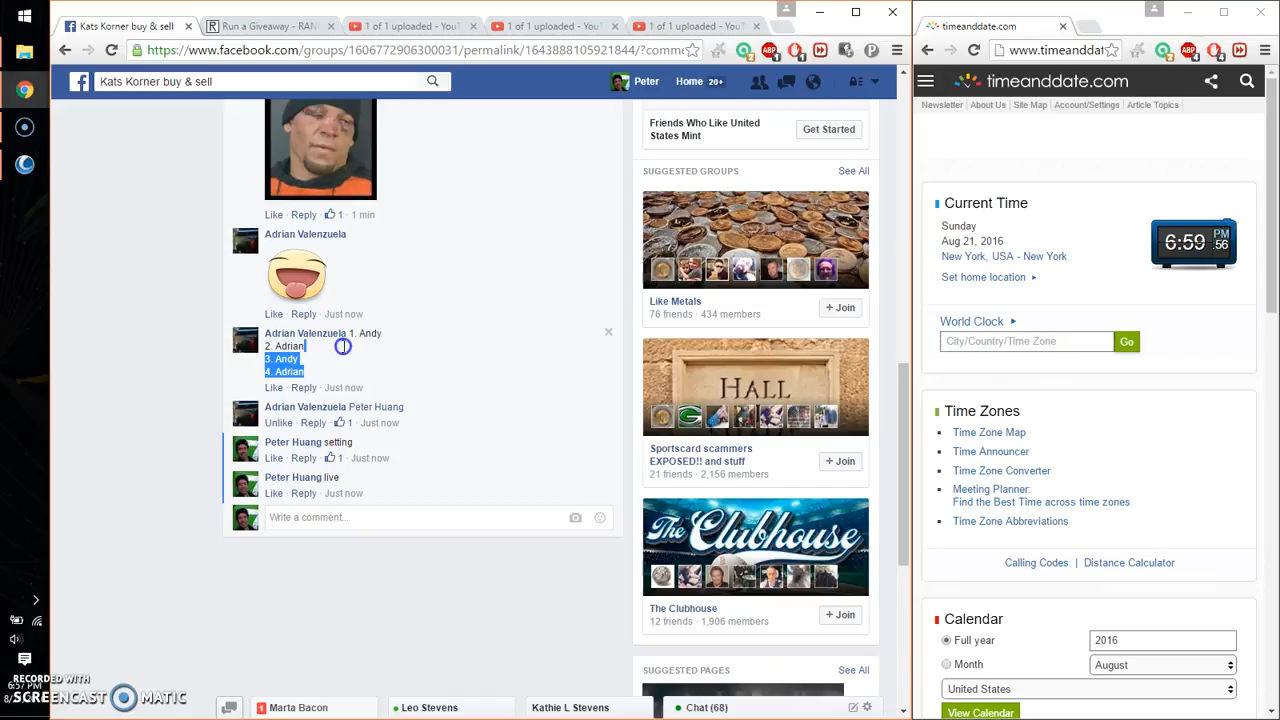 Kats Korner buy & sell
Run a Giveaway - RANI
1 of 1 uploaded - YouT
1 of 1 uploaded - YouT
1 of 1 uploaded - YouT
timeanddate.com
https://www.facebook.com/groups/1606772906300031/permalink/1643888105921844/?comme
www.timeanddat
Kats Korner buy & sell
Peter
Home 20+
timeanddate.com
Newsletter
About Us
Site Map
Account/Settings
Article Topics
Like · Reply · 1 · 1 min
Adrian Valenzuela
Like · Reply · Just now
Adrian Valenzuela 1. Andy
2. Adrian
3. Andy
4. Adrian
Like · Reply · Just now
Adrian Valenzuela Peter Huang
Unlike · Reply · 1 · Just now
Peter Huang setting
Like · Reply · 1 · Just now
Peter Huang live
Like · Reply · Just now
Write a comment...
Friends Who Like United
States Mint
Get Started
SUGGESTED GROUPS
See All
Like Metals
76 friends · 434 members
+ Join
HALL
Sportscard scammers
EXPOSED!! and stuff
21 friends · 2,156 members
+ Join
The Clubhouse
The Clubhouse
12 friends · 1,906 members
+ Join
SUGGESTED PAGES
See All
Current Time
Sunday
Aug 21, 2016
New York, USA - New York
Set home location
6:59 PM 56
World Clock
City/Country/Time Zone
Go
Time Zones
Time Zone Map
Time Announcer
Time Zone Converter
Meeting Planner:
Find the Best Time across time zones
Time Zone Abbreviations
Calling Codes | Distance Calculator
Calendar
Full year
2016
Month
August
United States
View Calendar
1 Marta Bacon
Leo Stevens
Kathie L Stevens
Chat (68)
6:57 PM
RECORDED WITH
SCREENCAST MATIC